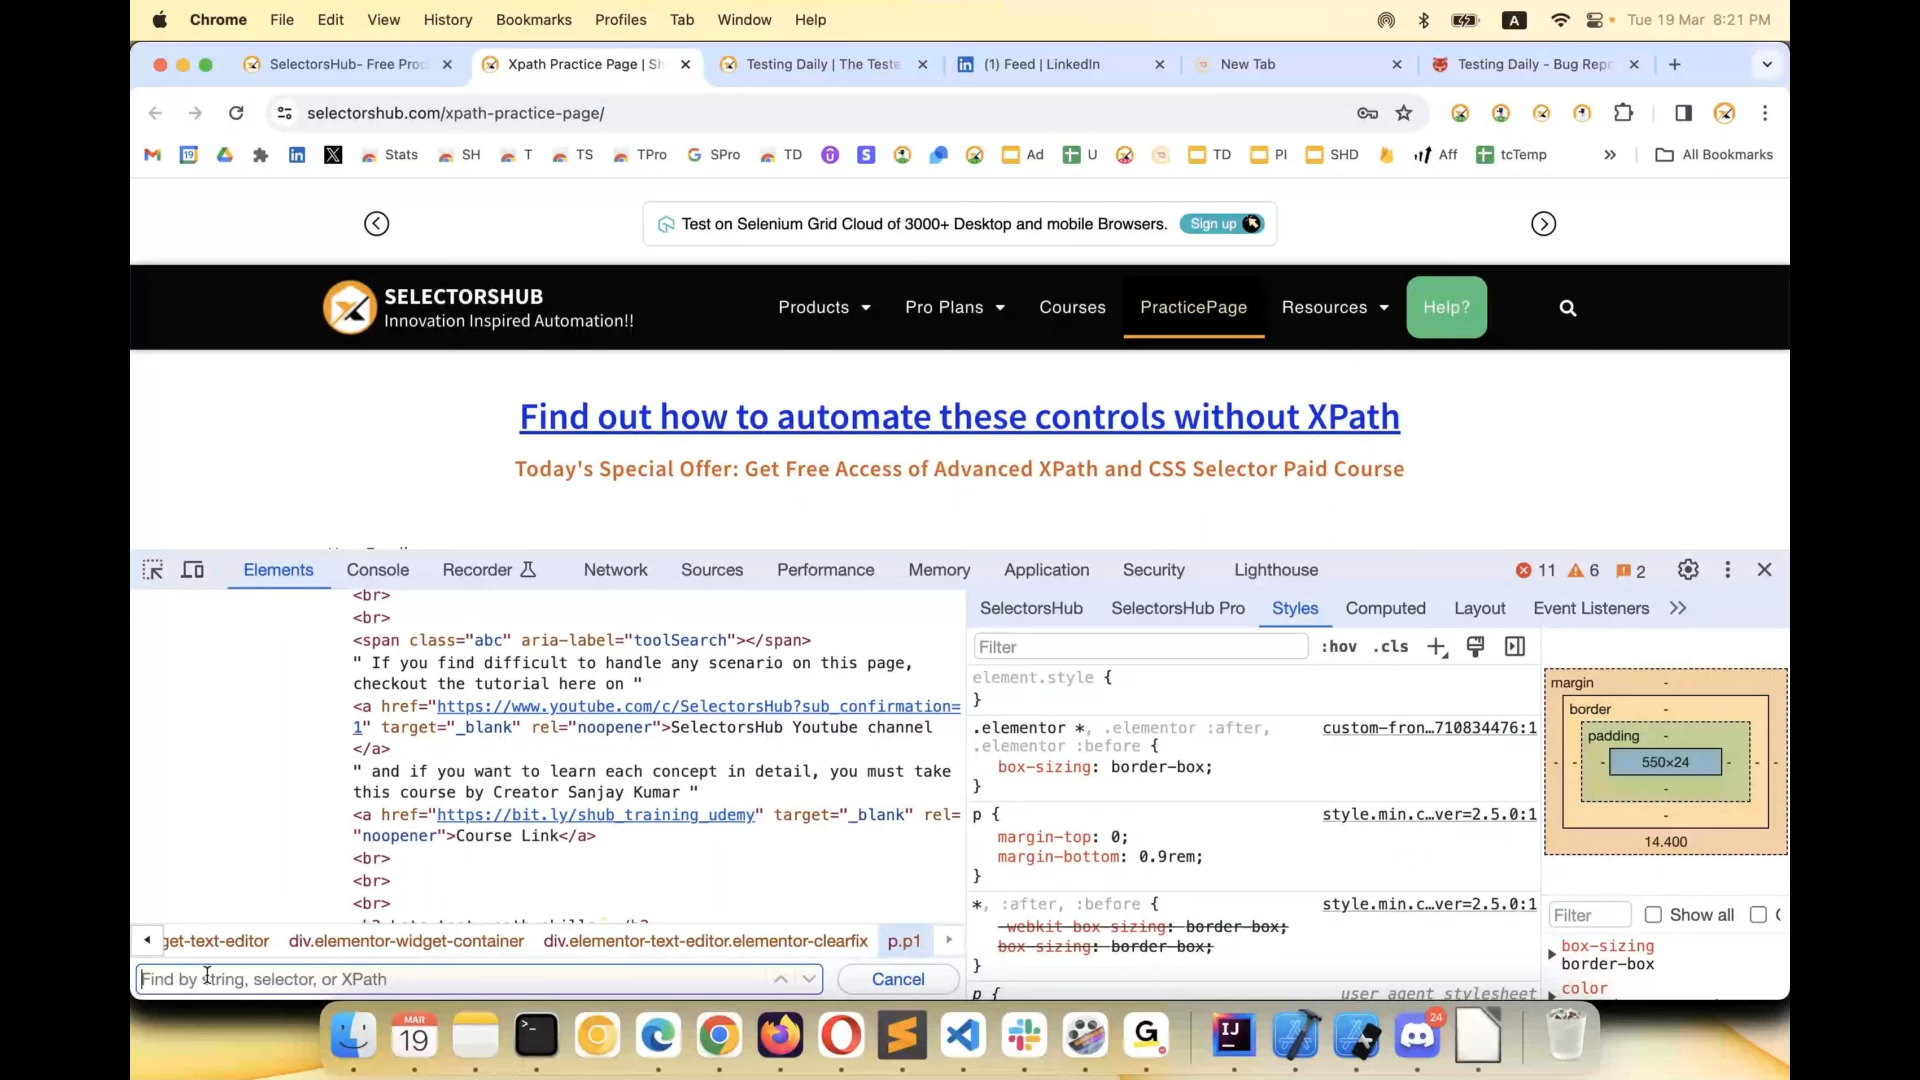 Chrome File Edit View History Bookmarks Profiles Tab Window Help
A Tue 19 Mar 8:21 PM
SelectorsHub- Free Pro
Xpath Practice Page | Sh
Testing Daily | The Teste
(1) Feed | LinkedIn
New Tab
Testing Daily - Bug Repo
selectorshub.com/xpath-practice-page/
19 Stats SH T TS TPro SPro TD Ad U TD PI SHD Aff tcTemp » All Bookmarks
Test on Selenium Grid Cloud of 3000+ Desktop and mobile Browsers. Sign up
SELECTORSHUB
Innovation Inspired Automation!!
Products Pro Plans Courses PracticePage Resources Help?
Find out how to automate these controls without XPath
Today's Special Offer: Get Free Access of Advanced XPath and CSS Selector Paid Course
Elements Console Recorder Network Sources Performance Memory Application Security Lighthouse 11 6 2
<br>
<br>
<span class="abc" aria-label="toolSearch"></span>
" If you find difficult to handle any scenario on this page,
checkout the tutorial here on "
<a href="https://www.youtube.com/c/SelectorsHub?sub_confirmation=
1" target="_blank" rel="noopener">SelectorsHub Youtube channel
</a>
" and if you want to learn each concept in detail, you must take
this course by Creator Sanjay Kumar "
<a href="https://bit.ly/shub_training_udemy" target="_blank" rel=
"noopener">Course Link</a>
<br>
<br>
<br>
get-text-editor div.elementor-widget-container div.elementor-text-editor.elementor-clearfix p.p1
Find by string, selector, or XPath Cancel
SelectorsHub SelectorsHub Pro Styles Computed Layout Event Listeners »
Filter :hov .cls
element.style {
}
.elementor *, .elementor :after, custom-fron…710834476:1
.elementor :before {
box-sizing: border-box;
}
p { style.min.c…ver=2.5.0:1
margin-top: 0;
margin-bottom: 0.9rem;
}
*, :after, :before { style.min.c…ver=2.5.0:1
-webkit-box-sizing: border-box;
box-sizing: border-box;
}
p { user agent stylesheet
margin -
border -
padding -
- - - 550×24 - - -
-
-
14.400
Filter Show all
box-sizing
border-box
color
MAR
19
24